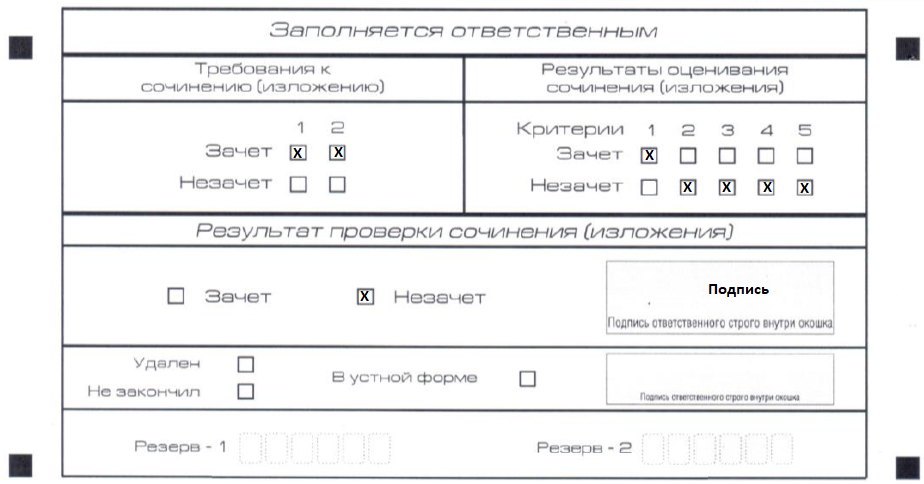 Заполняется ответственным
Требования к
сочинению (изложению)
Результаты оценивания
сочинения (изложения)
1 2
Зачет X X
Незачет
Критерии 1 2 3 4 5
Зачет X
Незачет X X X X
Результат проверки сочинения (изложения)
Зачет X Незачет
Подпись
Подпись ответственного строго внутри окошка
Удален
Не закончил
В устной форме
Подпись ответственного строго внутри окошка
Резерв - 1
Резерв - 2